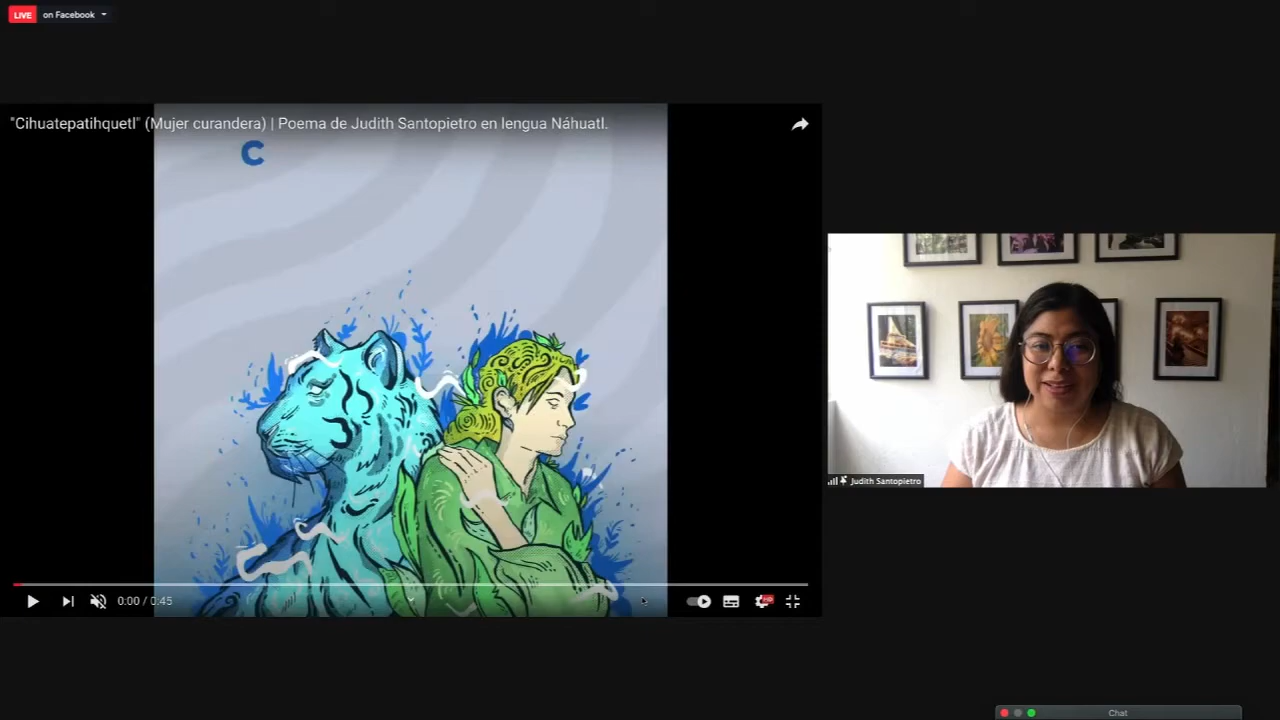 LIVE on Facebook
"Cihuatepatihquetl" (Mujer curandera) | Poema de Judith Santopietro en lengua Náhuatl.
C
Judith Santopietro
0:00 / 0:45
HD
Chat